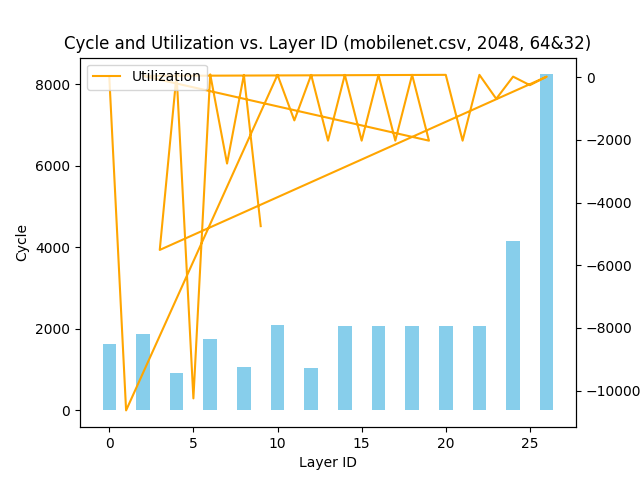 Cycle and Utilization vs. Layer ID (mobilenet.csv, 2048, 64&32)
Utilization
8000
6000
4000
2000
0
Cycle
0
−2000
−4000
−6000
−8000
−10000
0 5 10 15 20 25
Layer ID